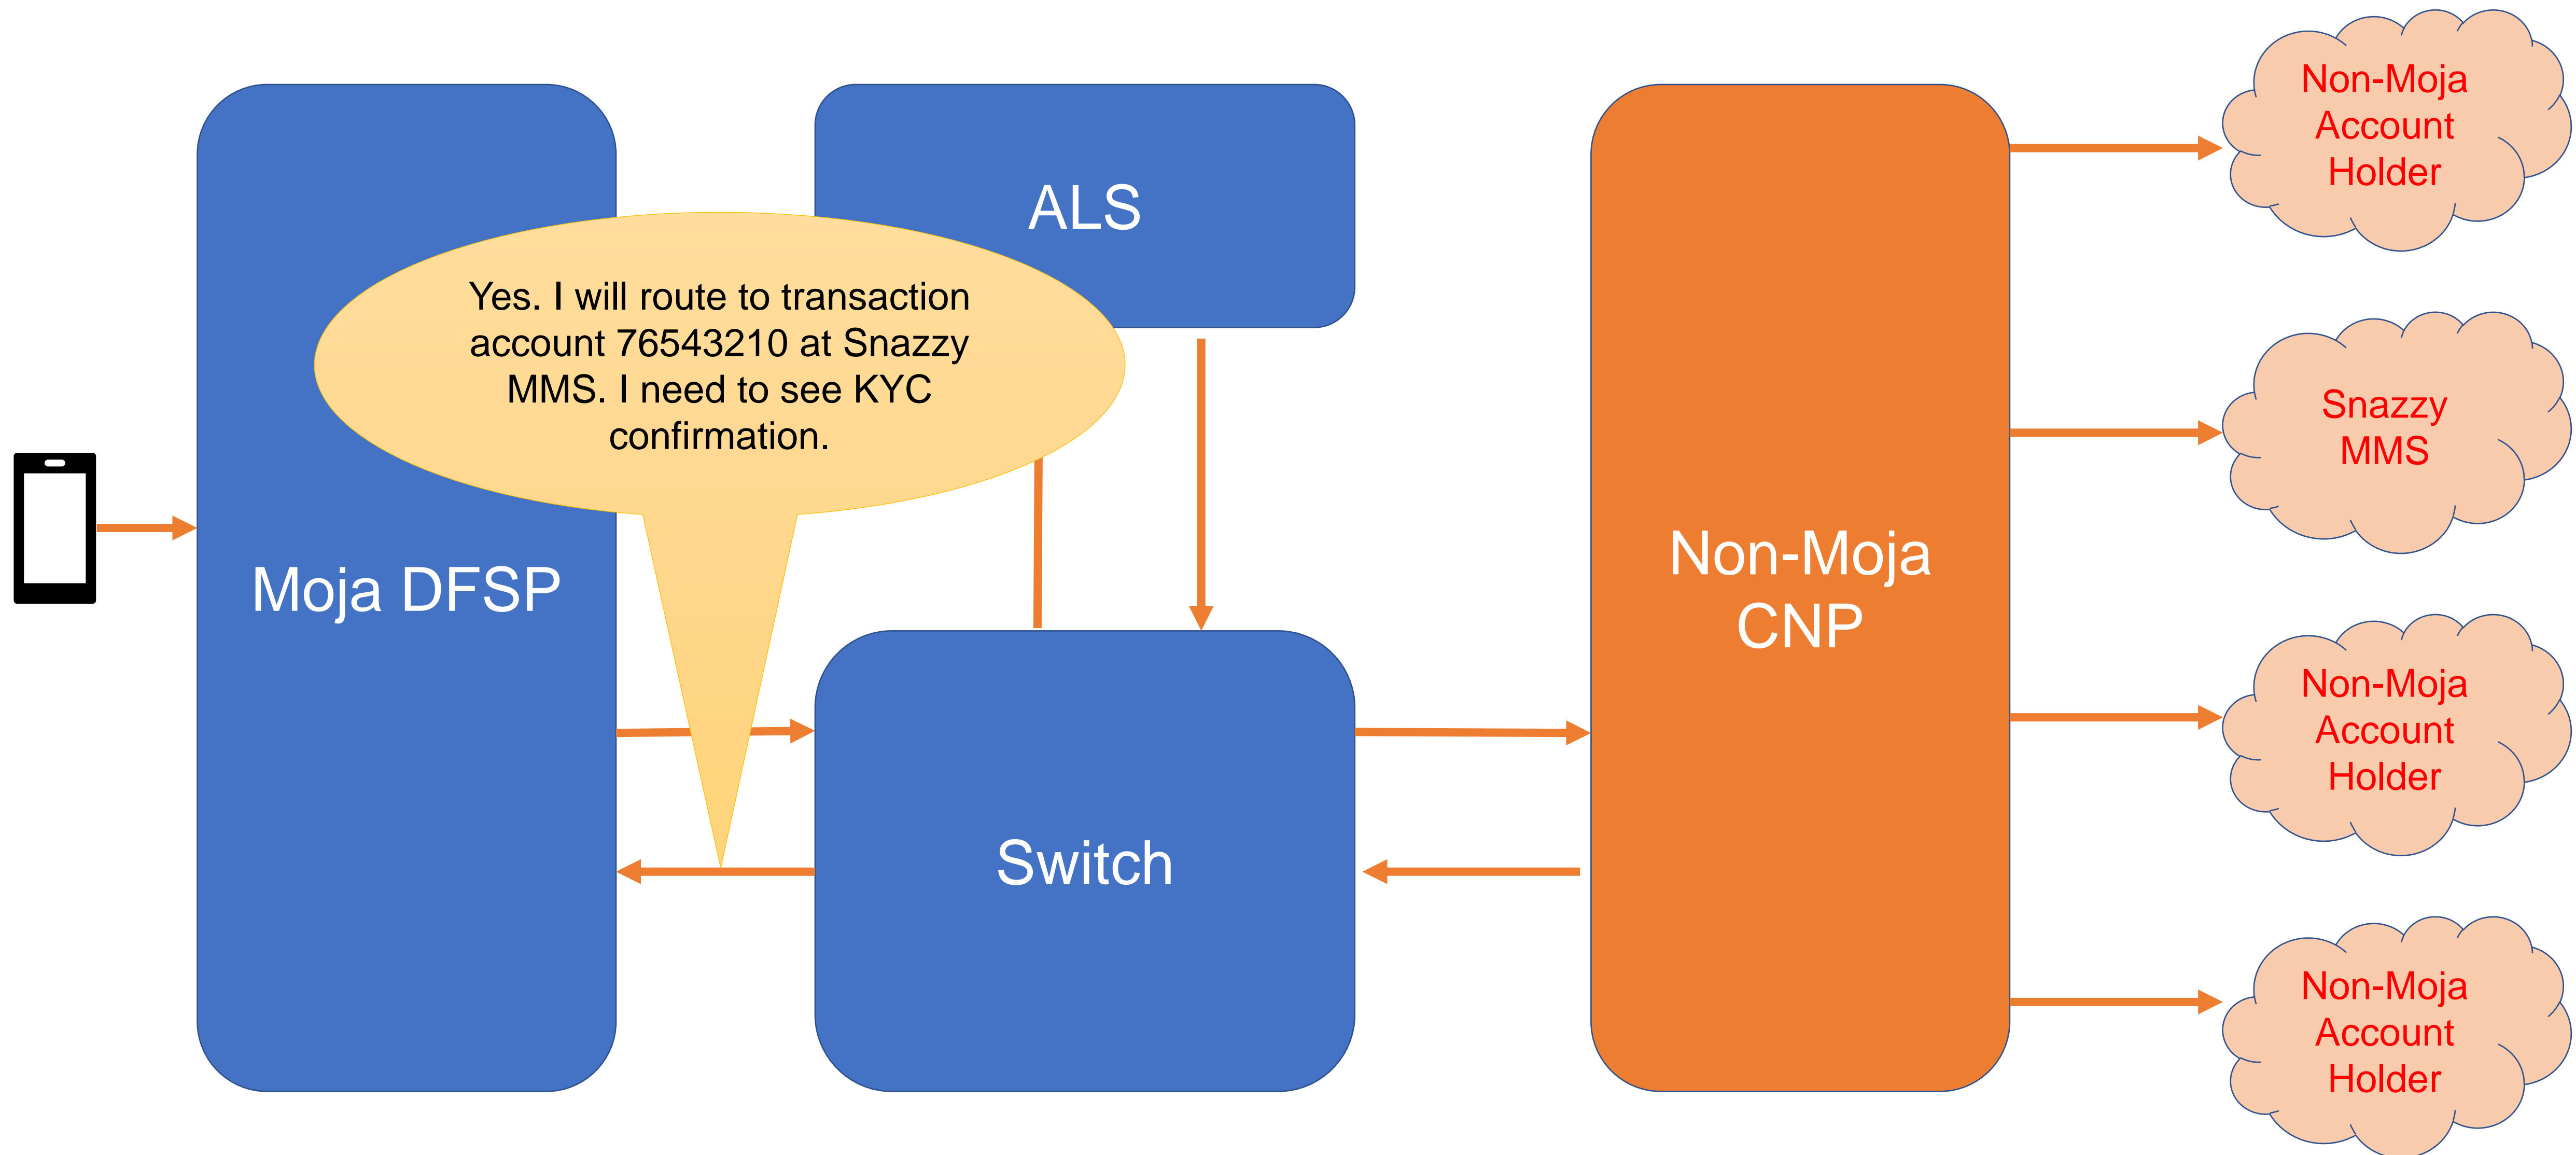 ALS
Yes. I will route to transaction
account 76543210 at Snazzy
MMS. I need to see KYC
confirmation.
Moja DFSP
Switch
Non-Moja
CNP
Non-Moja
Account
Holder
Snazzy
MMS
Non-Moja
Account
Holder
Non-Moja
Account
Holder